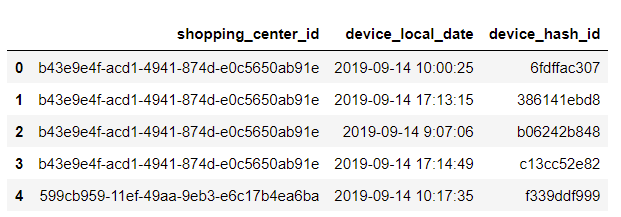 shopping_center_id device_local_date device_hash_id
0 b43e9e4f-acd1-4941-874d-e0c5650ab91e 2019-09-14 10:00:25 6fdffac307
1 b43e9e4f-acd1-4941-874d-e0c5650ab91e 2019-09-14 17:13:15 386141ebd8
2 b43e9e4f-acd1-4941-874d-e0c5650ab91e 2019-09-14 9:07:06 b06242b848
3 b43e9e4f-acd1-4941-874d-e0c5650ab91e 2019-09-14 17:14:49 c13cc52e82
4 599cb959-11ef-49aa-9eb3-e6c17b4ea6ba 2019-09-14 10:17:35 f339ddf999